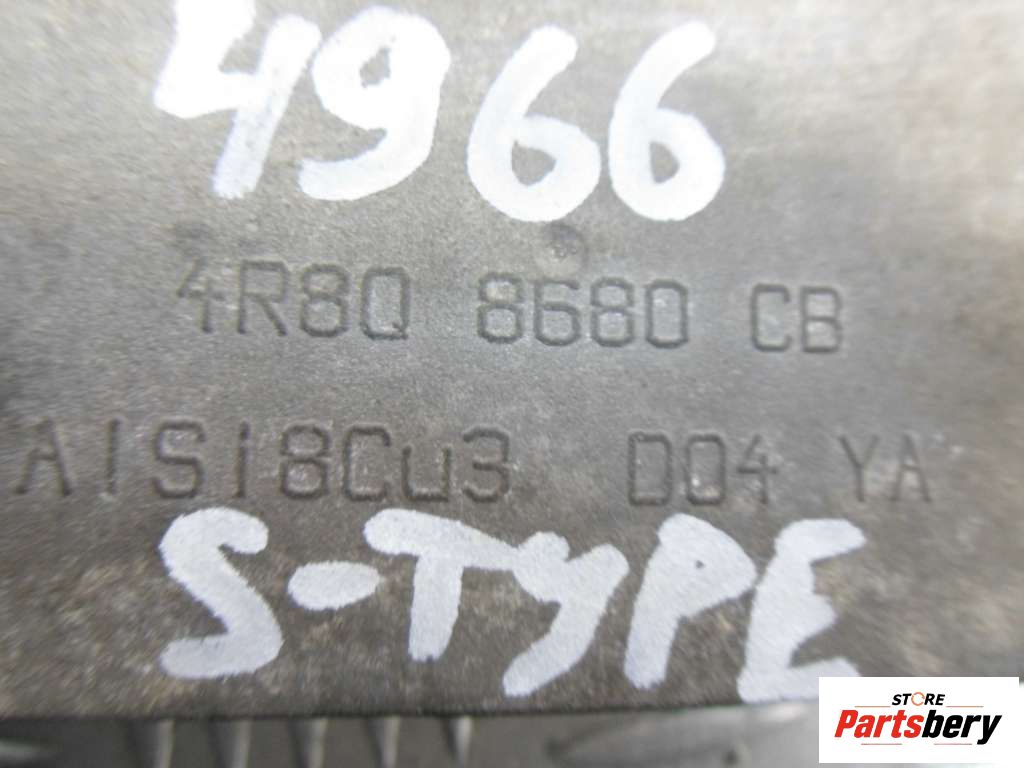 4966
4R8Q 8680 CB
AlSi8Cu3 D04 YA
S-TYPE
STORE
Partsbery